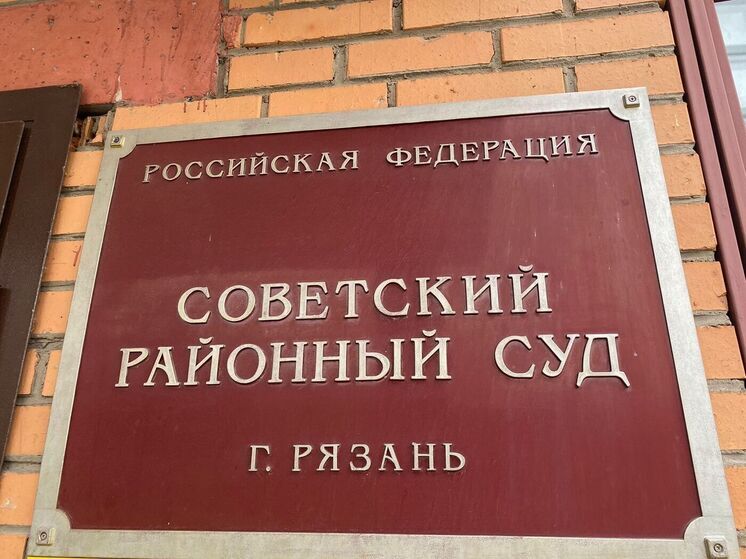 РОССИЙСКАЯ ФЕДЕРАЦИЯ
СОВЕТСКИЙ
РАЙОННЫЙ СУД
Г. РЯЗАНЬ